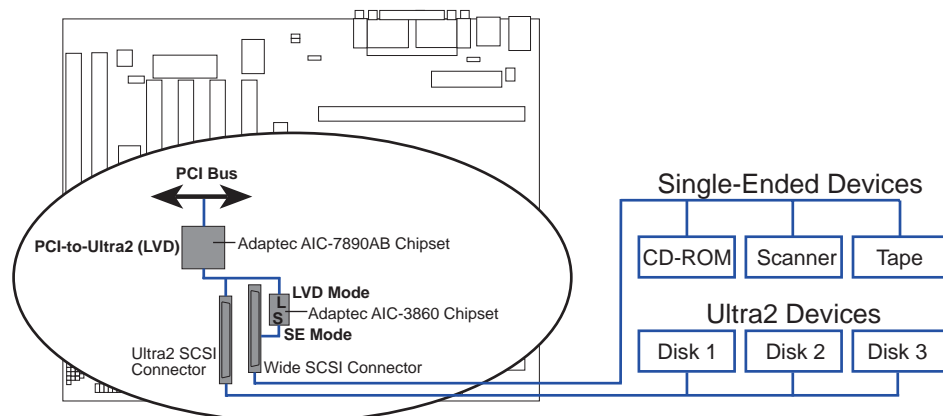 PCI Bus
PCI-to-Ultra2 (LVD)
Adaptec AIC-7890AB Chipset
LVD Mode
L
S
Adaptec AIC-3860 Chipset
SE Mode
Ultra2 SCSI
Connector
Wide SCSI Connector
Single-Ended Devices
CD-ROM
Scanner
Tape
Ultra2 Devices
Disk 1
Disk 2
Disk 3